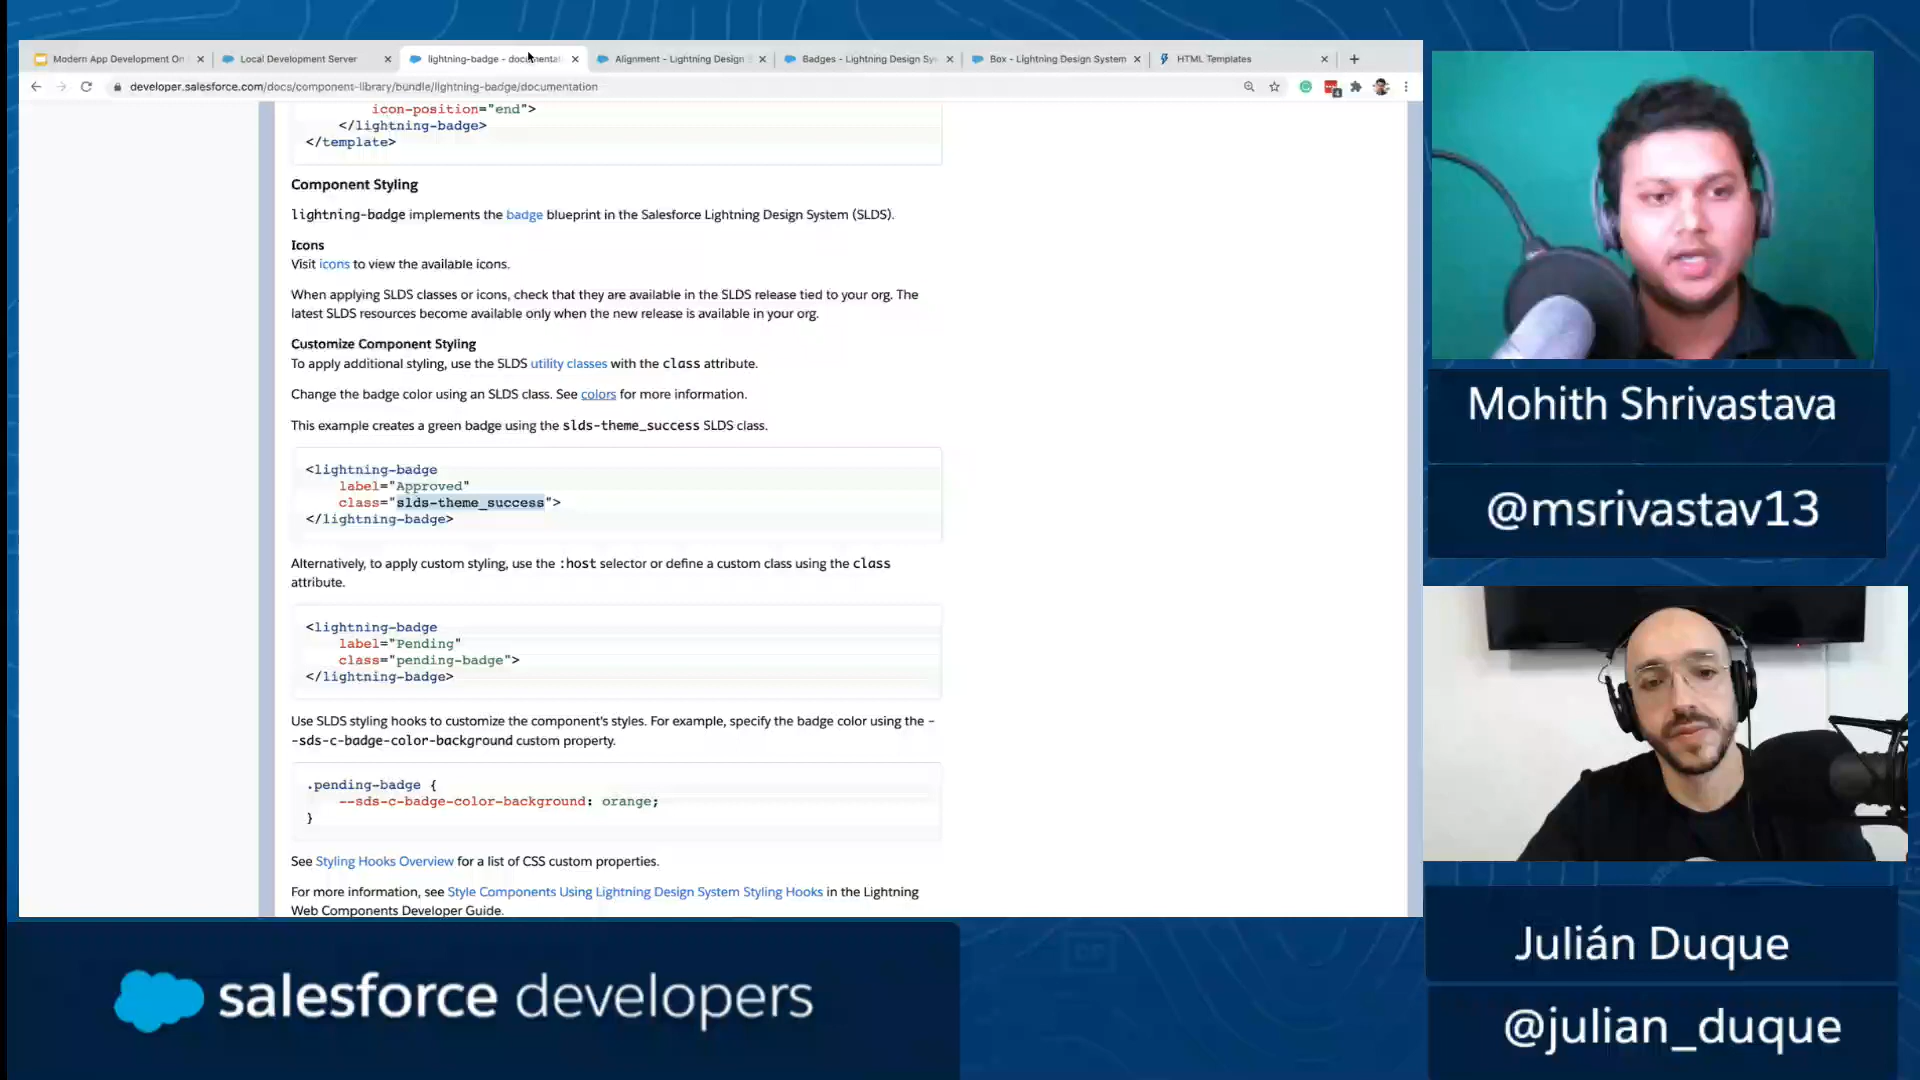 Modern App Development On
Local Development Server
lightning-badge - documenta
Alignment - Lightning Design
Badges - Lightning Design Sy
Box - Lightning Design System
HTML Templates
developer.salesforce.com/docs/component-library/bundle/lightning-badge/documentation
icon-position="end">
</lightning-badge>
</template>
Component Styling
lightning-badge implements the badge blueprint in the Salesforce Lightning Design System (SLDS).
Icons
Visit icons to view the available icons.
When applying SLDS classes or icons, check that they are available in the SLDS release tied to your org. The
latest SLDS resources become available only when the new release is available in your org.
Customize Component Styling
To apply additional styling, use the SLDS utility classes with the class attribute.
Change the badge color using an SLDS class. See colors for more information.
This example creates a green badge using the slds-theme_success SLDS class.
<lightning-badge
label="Approved"
class="slds-theme_success">
</lightning-badge>
Alternatively, to apply custom styling, use the :host selector or define a custom class using the class
attribute.
<lightning-badge
label="Pending"
class="pending-badge">
</lightning-badge>
Use SLDS styling hooks to customize the component's styles. For example, specify the badge color using the -
-sds-c-badge-color-background custom property.
.pending-badge {
--sds-c-badge-color-background: orange;
}
See Styling Hooks Overview for a list of CSS custom properties.
For more information, see Style Components Using Lightning Design System Styling Hooks in the Lightning
Web Components Developer Guide.
Mohith Shrivastava
@msrivastav13
Julián Duque
@julian_duque
salesforce developers